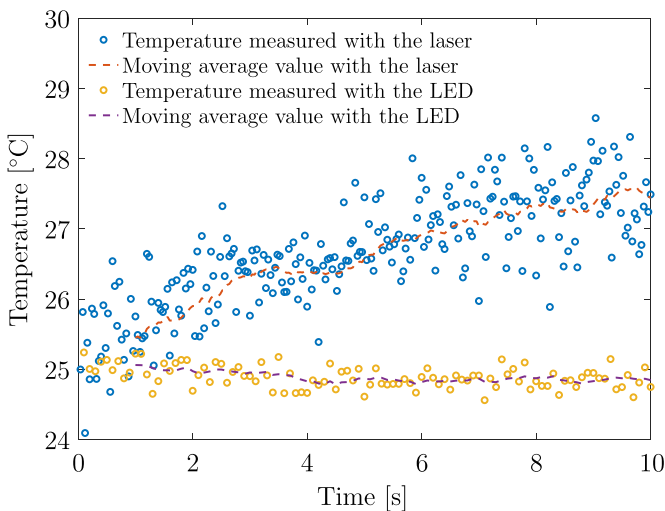 30
Temperature measured with the laser
Moving average value with the laser
Temperature measured with the LED
Moving average value with the LED
29
28
27
26
25
24
Temperature [°C]
0 2 4 6 8 10
Time [s]